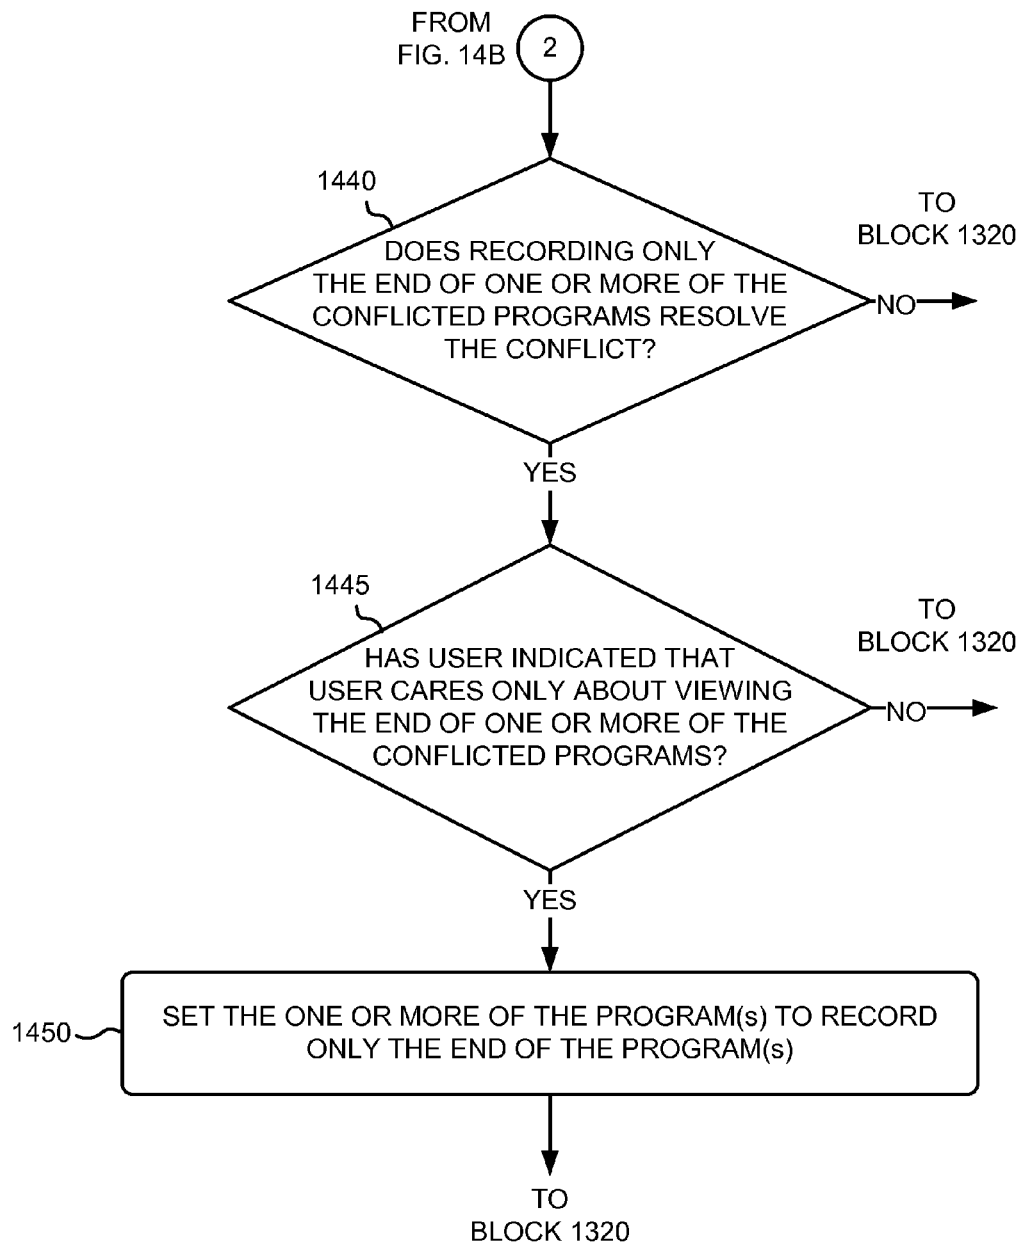 FROM
FIG. 14B
2
1440
DOES RECORDING ONLY
THE END OF ONE OR MORE OF THE
CONFLICTED PROGRAMS RESOLVE
THE CONFLICT?
NO
TO
BLOCK 1320
YES
1445
HAS USER INDICATED THAT
USER CARES ONLY ABOUT VIEWING
THE END OF ONE OR MORE OF THE
CONFLICTED PROGRAMS?
NO
TO
BLOCK 1320
YES
1450
SET THE ONE OR MORE OF THE PROGRAM(s) TO RECORD
ONLY THE END OF THE PROGRAM(s)
TO
BLOCK 1320